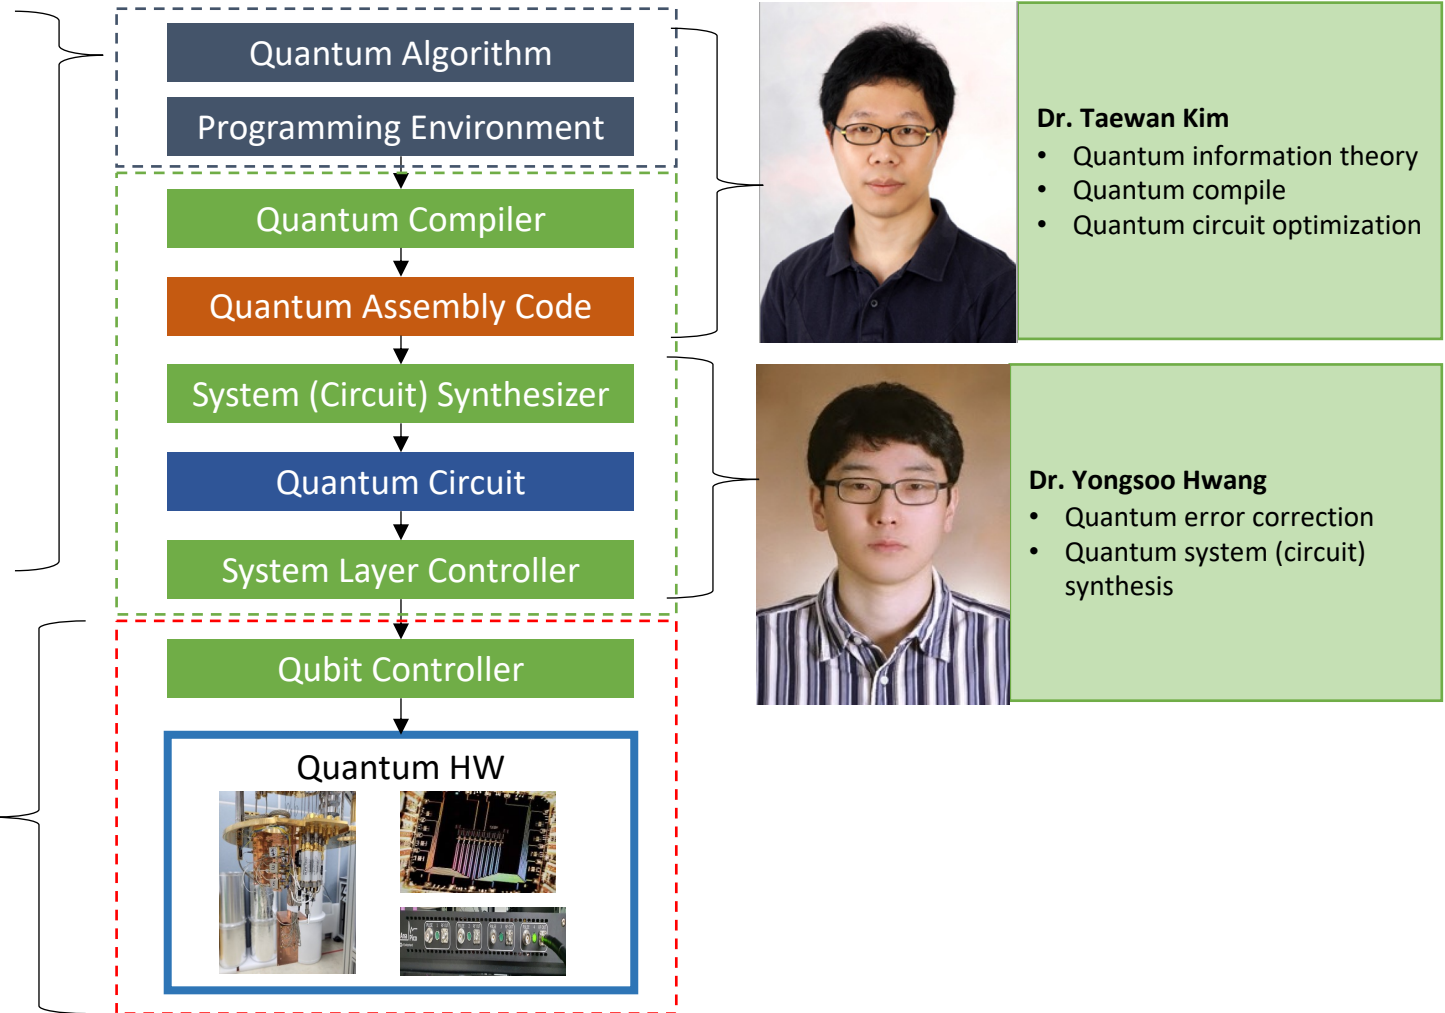 Quantum Algorithm
Programming Environment
Quantum Compiler
Quantum Assembly Code
System (Circuit) Synthesizer
Quantum Circuit
System Layer Controller
Qubit Controller
Quantum HW
Dr. Taewan Kim
• Quantum information theory
• Quantum compile
• Quantum circuit optimization
Dr. Yongsoo Hwang
• Quantum error correction
• Quantum system (circuit)
synthesis